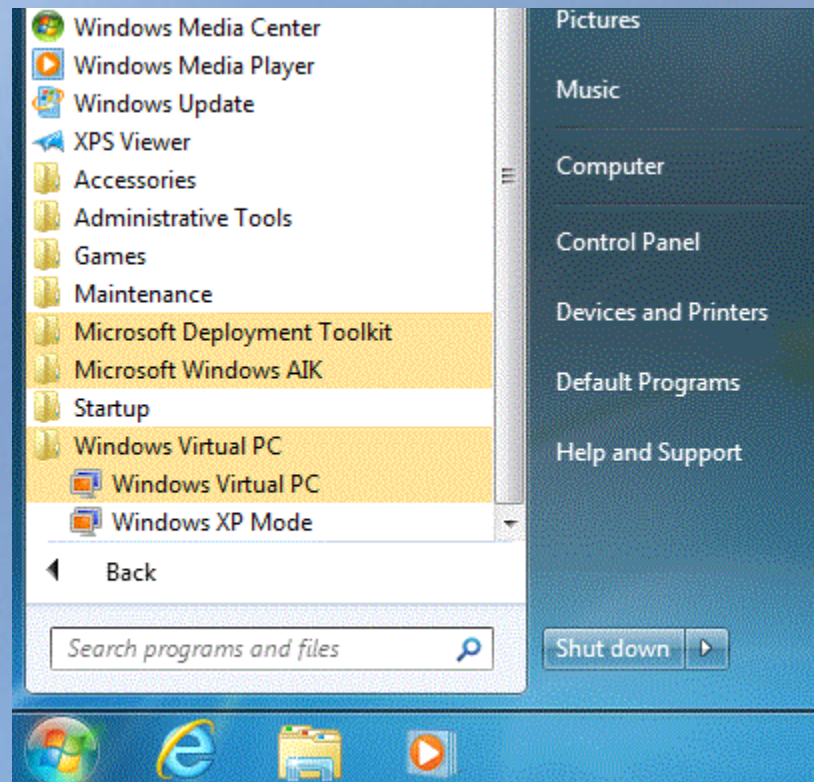 Windows Media Center
Windows Media Player
Windows Update
XPS Viewer
Accessories
Administrative Tools
Games
Maintenance
Microsoft Deployment Toolkit
Microsoft Windows AIK
Startup
Windows Virtual PC
Windows Virtual PC
Windows XP Mode
Back
Search programs and files
Pictures
Music
Computer
Control Panel
Devices and Printers
Default Programs
Help and Support
Shut down